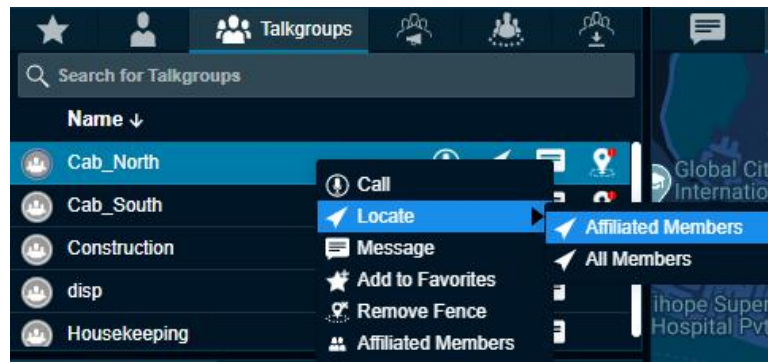 Talkgroups
Search for Talkgroups
Name
Cab_North
Cab_South
Construction
disp
Housekeeping
Call
Locate
Message
Add to Favorites
Remove Fence
Affiliated Members
Affiliated Members
All Members
Global Cit
Internatio
ihope Super
Hospital Pvt